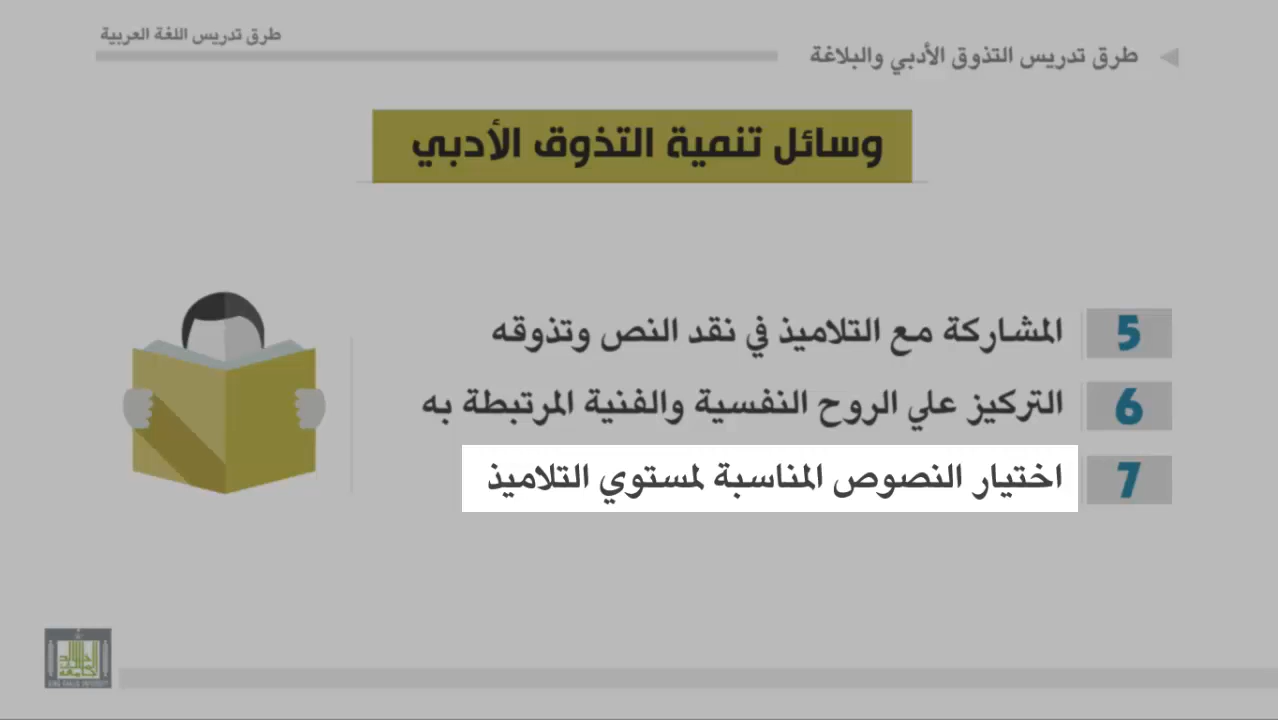 طرق تدريس اللغة العربية
طرق تدريس التذوق الأدبي والبلاغة
وسائل تنمية التذوق الأدبي
5 المشاركة مع التلاميذ في نقد النص وتذوقه
6 التركيز علي الروح النفسية والفنية المرتبطة به
7 اختيار النصوص المناسبة لمستوي التلاميذ